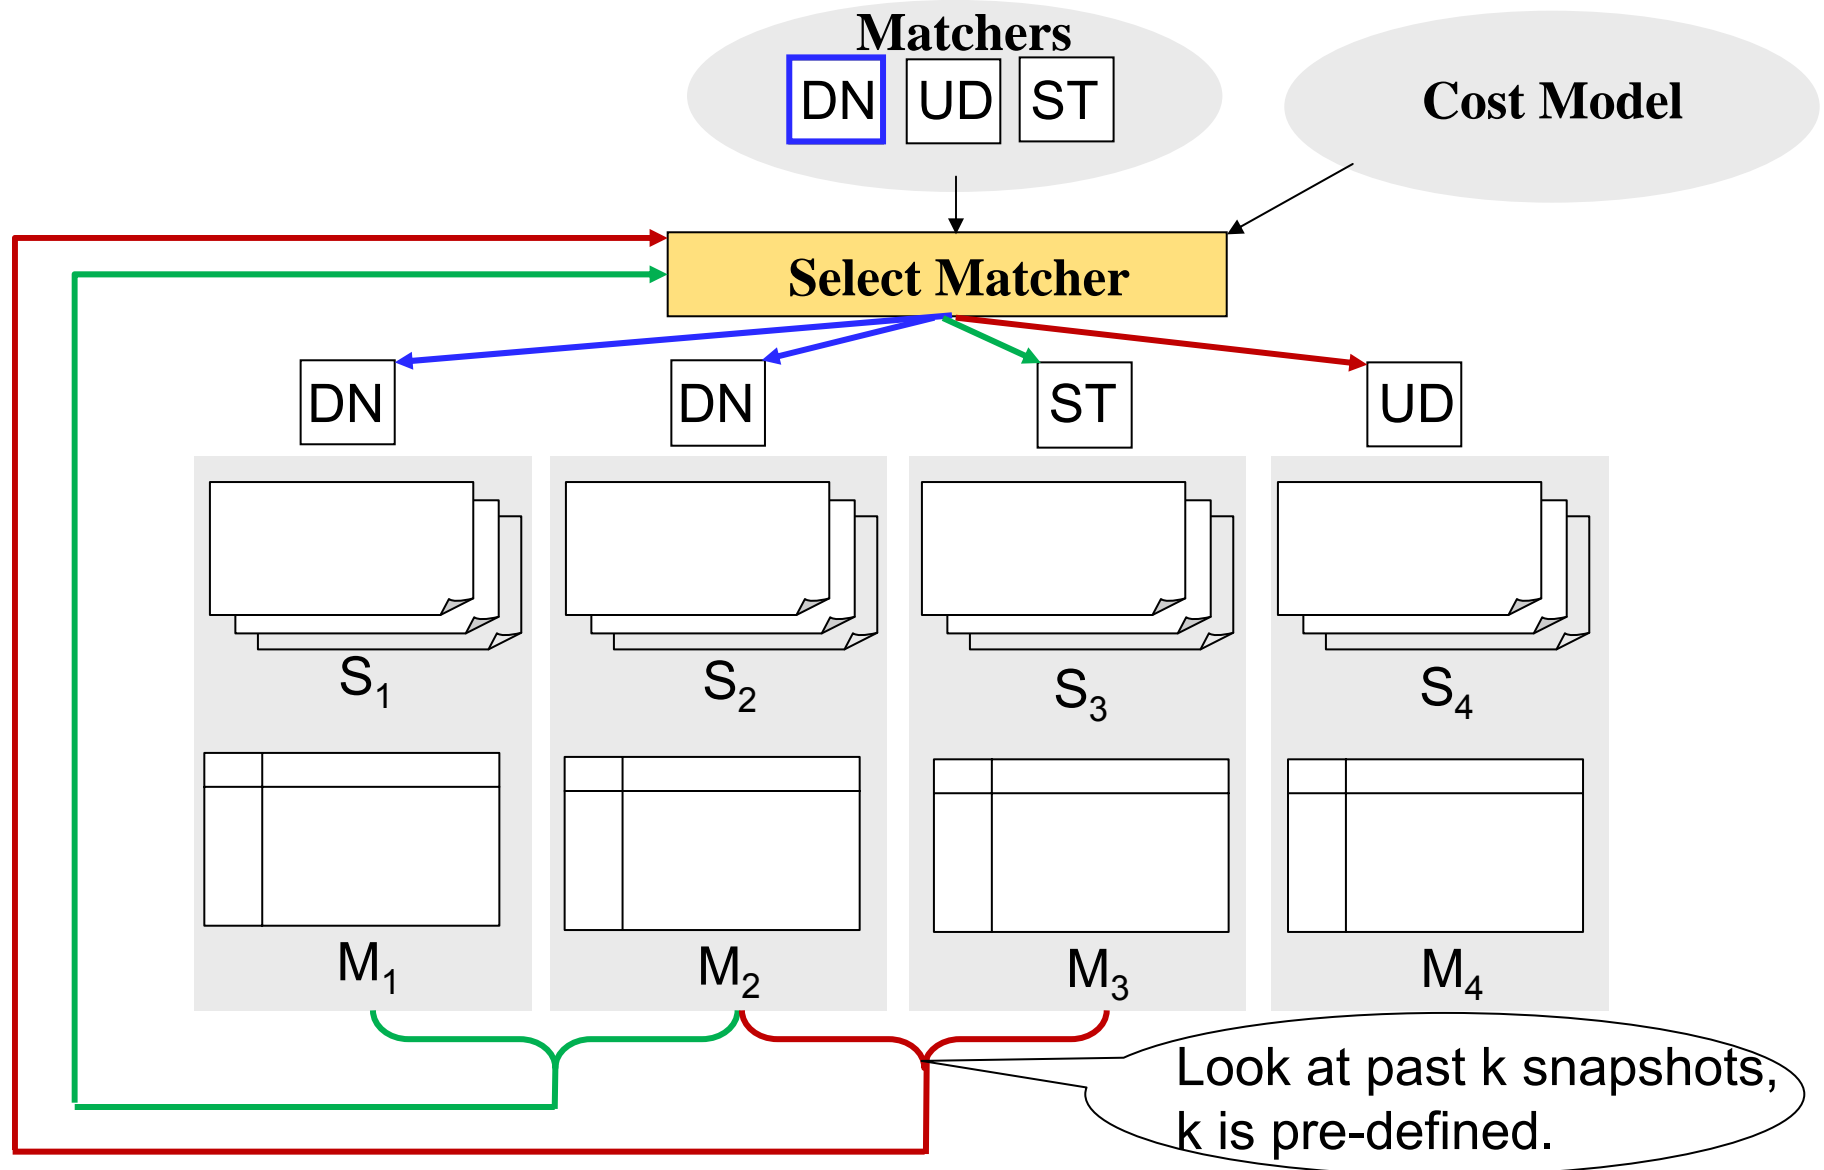 Matchers
DN UD ST
Cost Model
Select Matcher
DN DN ST UD
S1 S2 S3 S4
M1 M2 M3 M4
Look at past k snapshots,
k is pre-defined.